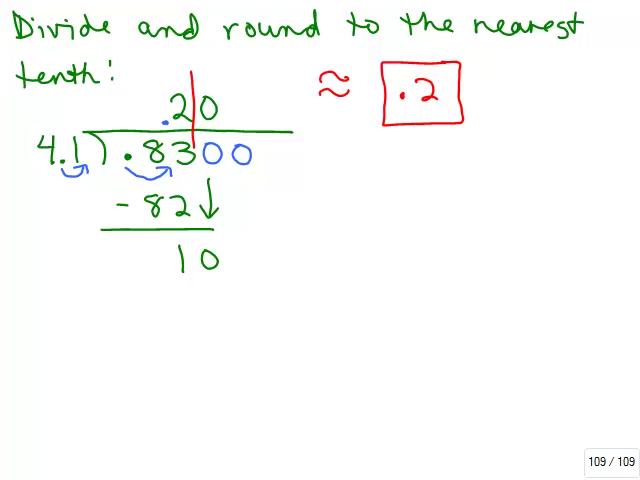 Divide and round to the nearest
tenth:
≈ .2
.20
4.1 ) .8300
- 82
10
109 / 109